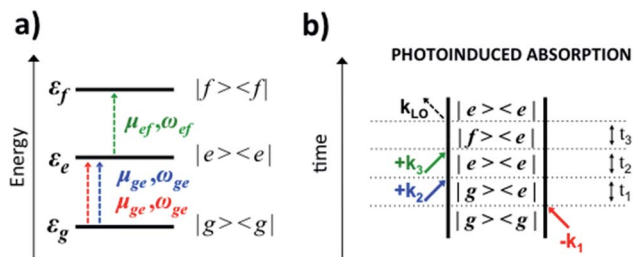 a)
Energy
ε_f
|f><f|
μ_ef,ω_ef
ε_e
|e><e|
μ_ge,ω_ge
μ_ge,ω_ge
ε_g
|g><g|
b)
PHOTOINDUCED ABSORPTION
time
k_LO
|e><e|
|f><e|
t_3
+k_3
|e><e|
t_2
+k_2
|g><e|
t_1
|g><g|
-k_1